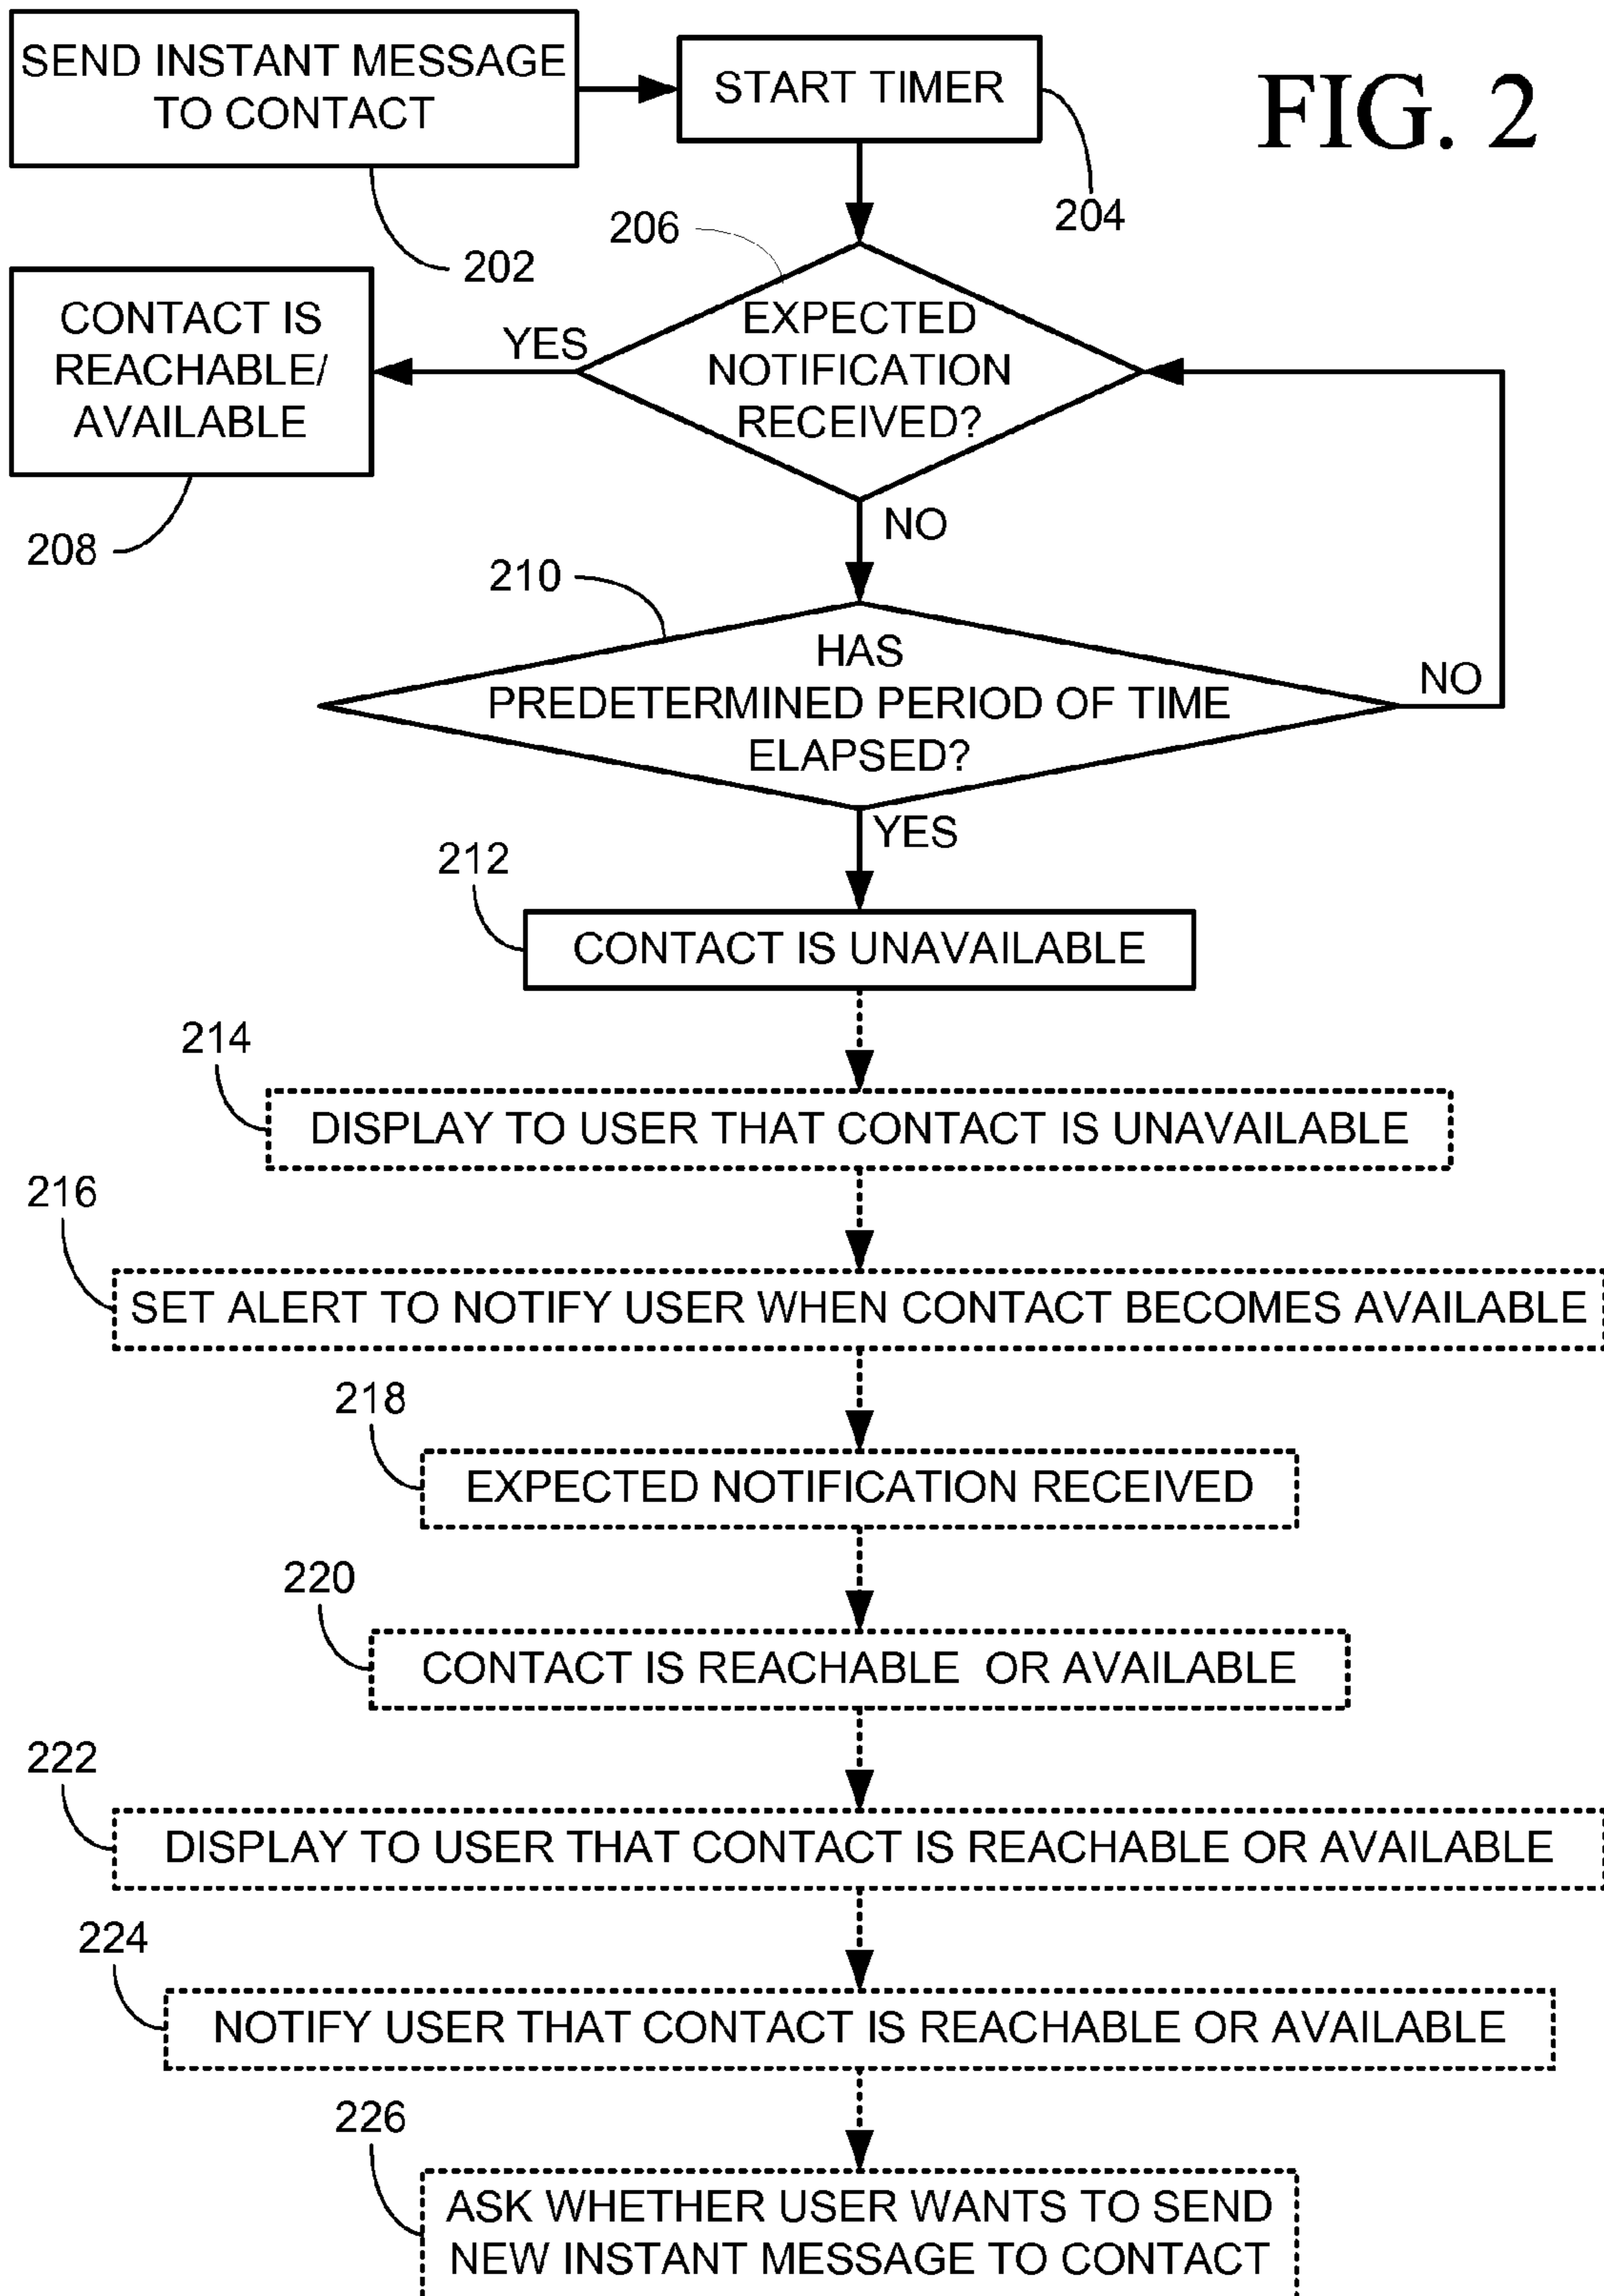 SEND INSTANT MESSAGE
TO CONTACT
START TIMER
FIG. 2
204
206
202
CONTACT IS
REACHABLE/
AVAILABLE
YES
EXPECTED
NOTIFICATION
RECEIVED?
208
NO
210
HAS
PREDETERMINED PERIOD OF TIME
ELAPSED?
NO
YES
212
CONTACT IS UNAVAILABLE
214
DISPLAY TO USER THAT CONTACT IS UNAVAILABLE
216
SET ALERT TO NOTIFY USER WHEN CONTACT BECOMES AVAILABLE
218
EXPECTED NOTIFICATION RECEIVED
220
CONTACT IS REACHABLE OR AVAILABLE
222
DISPLAY TO USER THAT CONTACT IS REACHABLE OR AVAILABLE
224
NOTIFY USER THAT CONTACT IS REACHABLE OR AVAILABLE
226
ASK WHETHER USER WANTS TO SEND
NEW INSTANT MESSAGE TO CONTACT